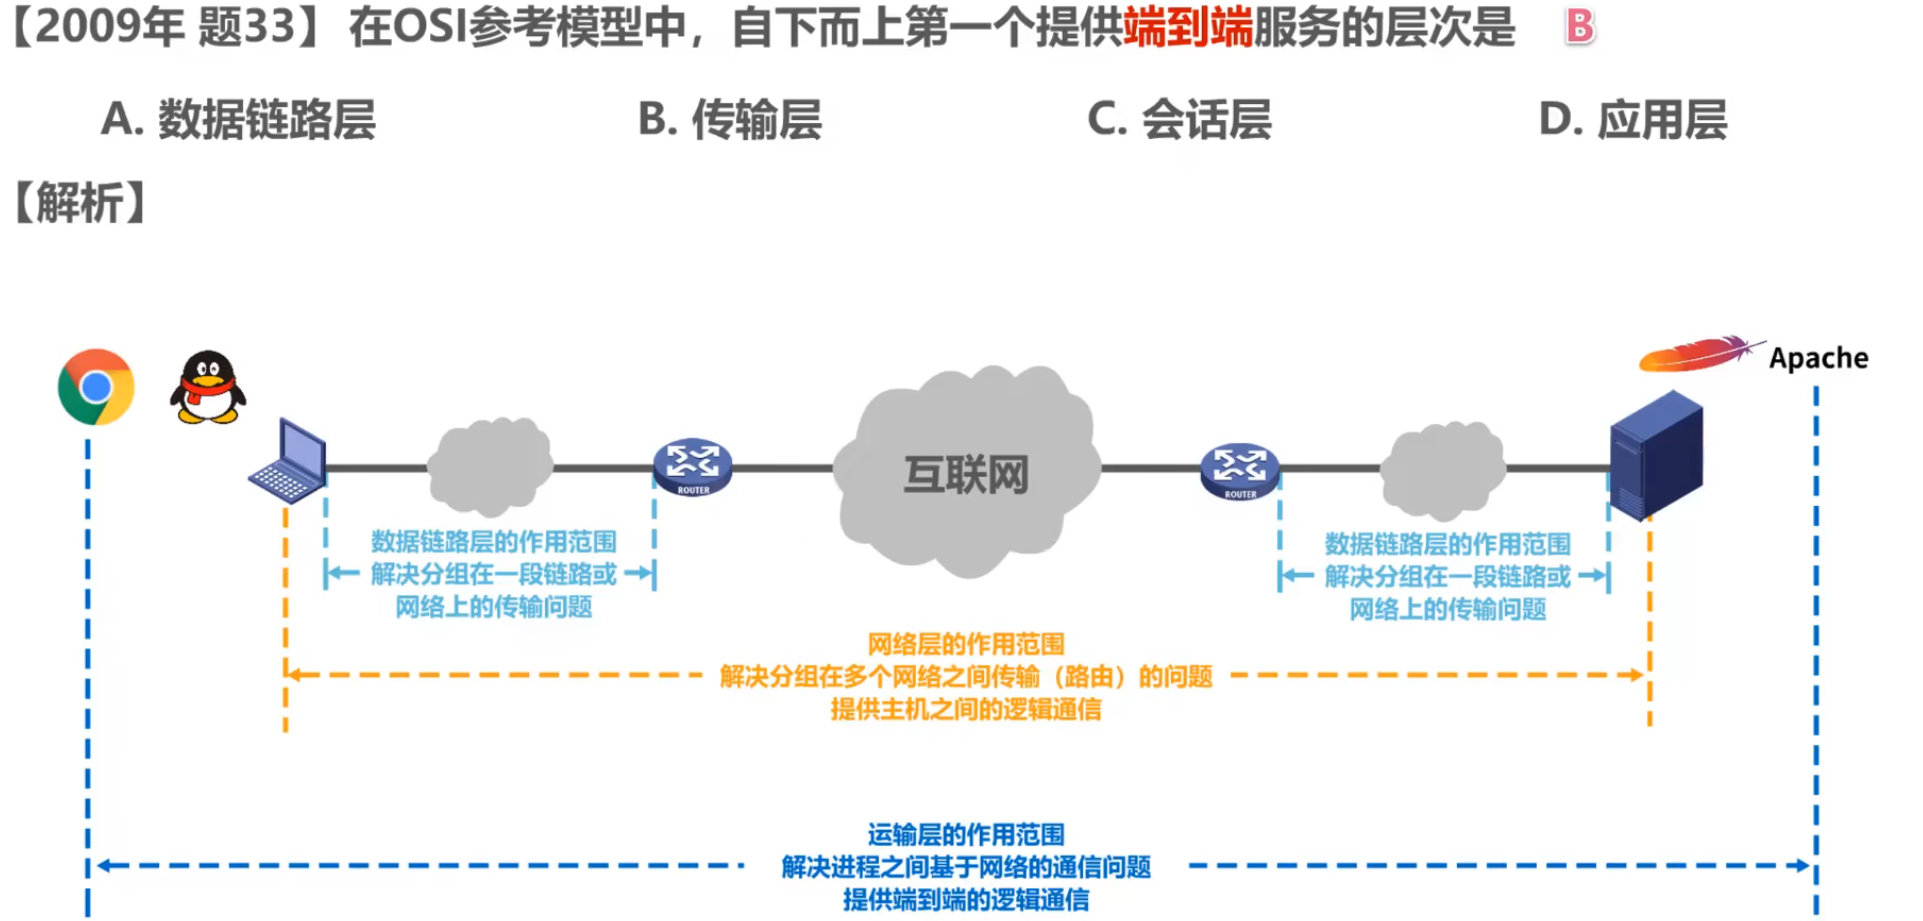 【2009年 题33】在OSI参考模型中，自下而上第一个提供端到端服务的层次是 B
A. 数据链路层 B. 传输层 C. 会话层 D. 应用层
【解析】
Apache
互联网
ROUTER
ROUTER
数据链路层的作用范围
解决分组在一段链路或
网络上的传输问题
数据链路层的作用范围
解决分组在一段链路或
网络上的传输问题
网络层的作用范围
解决分组在多个网络之间传输（路由）的问题
提供主机之间的逻辑通信
运输层的作用范围
解决进程之间基于网络的通信问题
提供端到端的逻辑通信